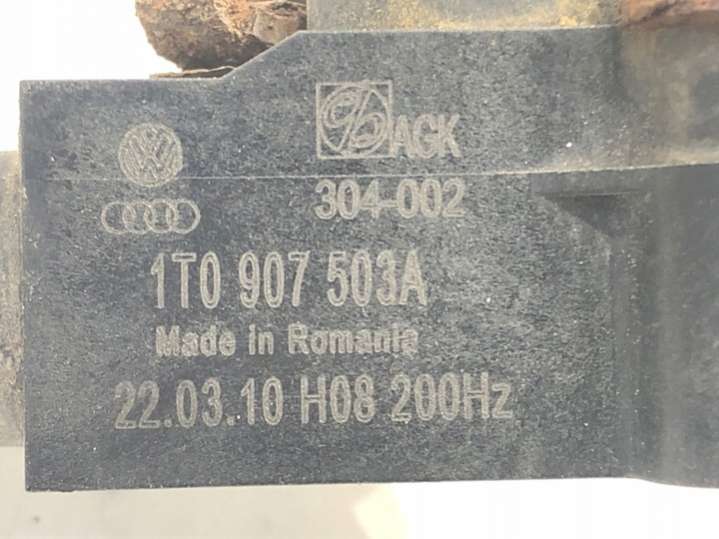 AGK
304-002
1T0 907 503A
Made in Romania
22.03.10 H08 200Hz